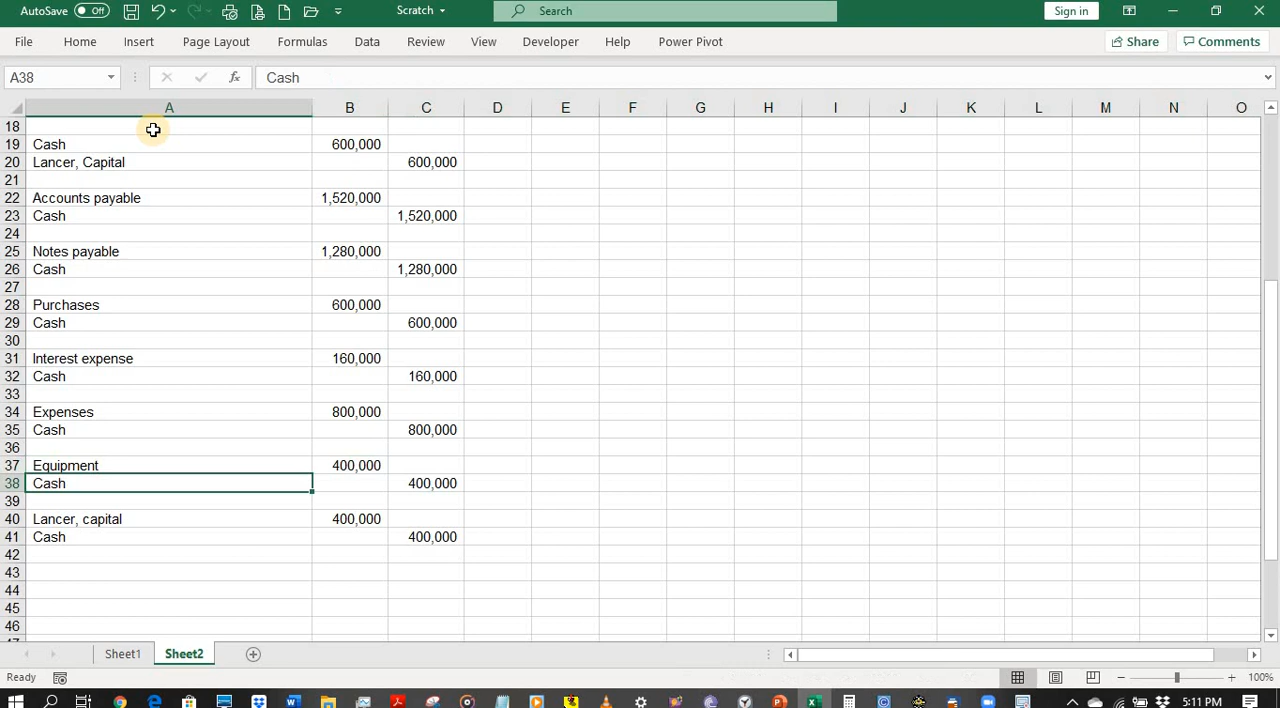 AutoSave Off Scratch Search Sign in
File Home Insert Page Layout Formulas Data Review View Developer Help Power Pivot Share Comments
A38 fx Cash
A B C D E F G H I J K L M N O
18
19 Cash 600,000
20 Lancer, Capital 600,000
21
22 Accounts payable 1,520,000
23 Cash 1,520,000
24
25 Notes payable 1,280,000
26 Cash 1,280,000
27
28 Purchases 600,000
29 Cash 600,000
30
31 Interest expense 160,000
32 Cash 160,000
33
34 Expenses 800,000
35 Cash 800,000
36
37 Equipment 400,000
38 Cash 400,000
39
40 Lancer, capital 400,000
41 Cash 400,000
42
43
44
45
46
Sheet1 Sheet2
Ready 100%
5:11 PM